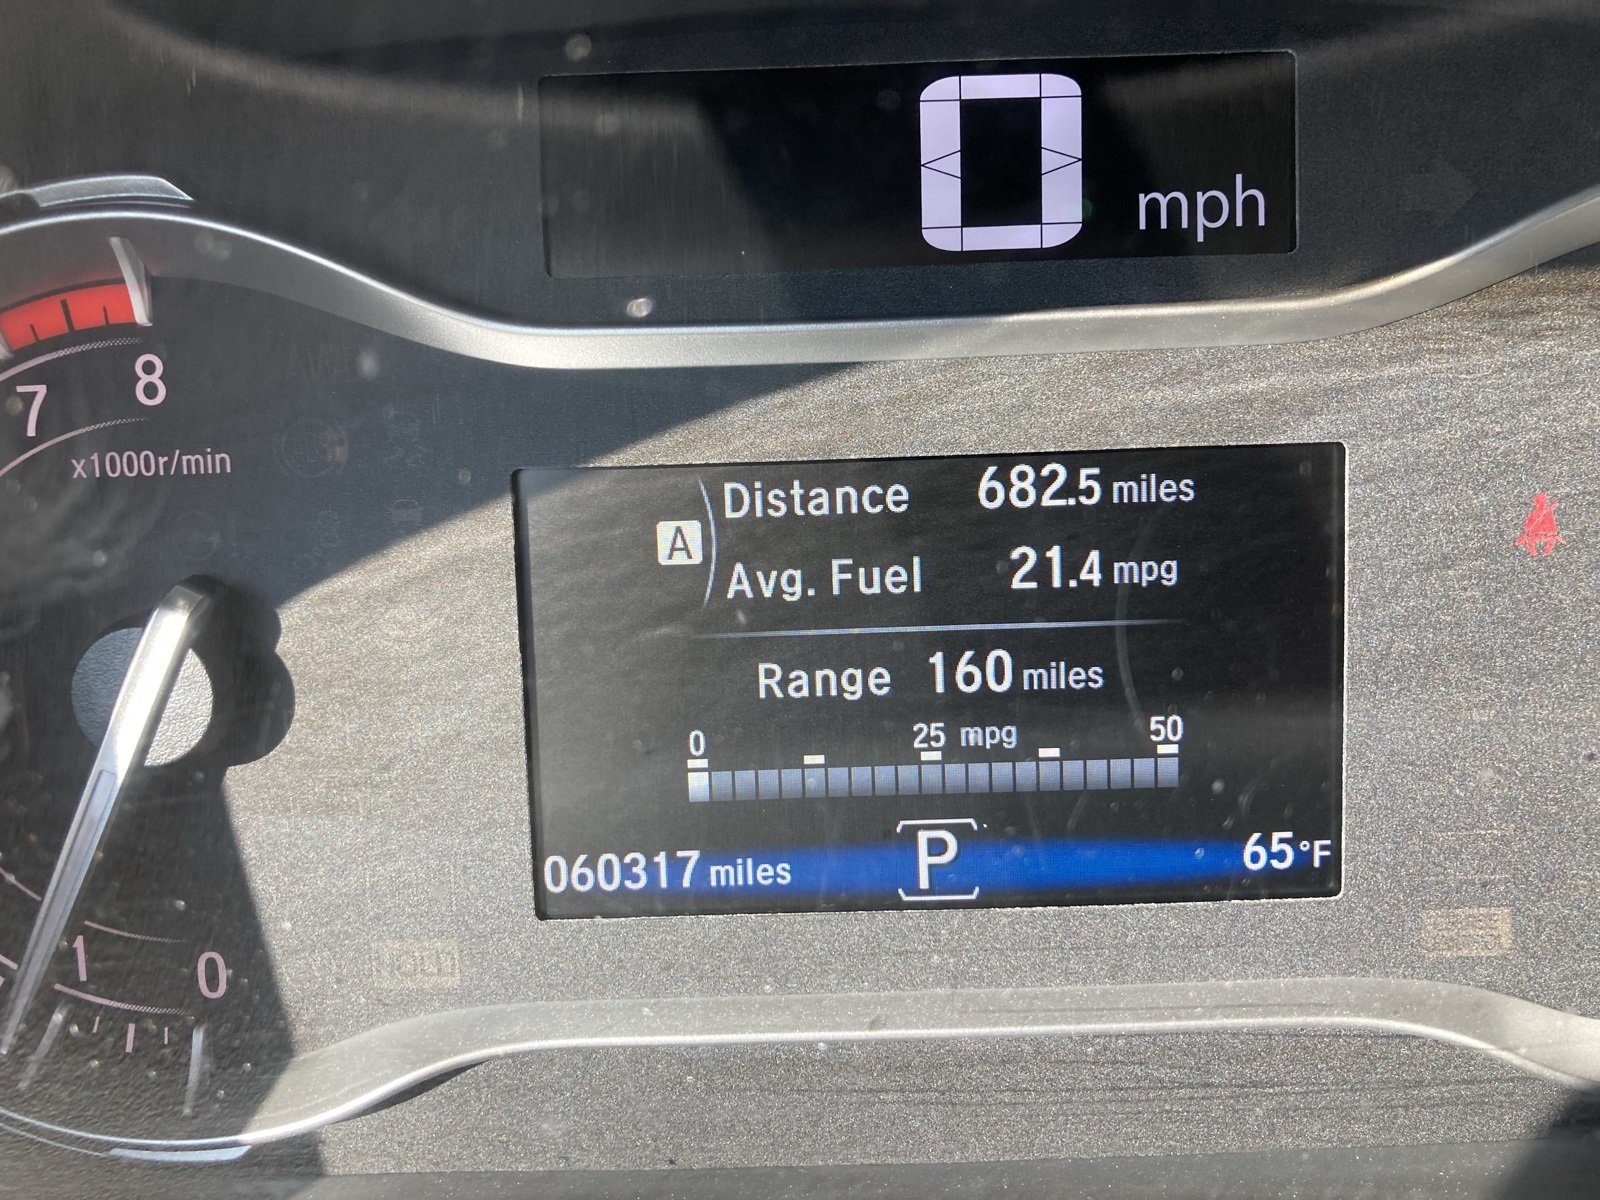 0 mph
7 8
x1000r/min
A
Distance 682.5 miles
Avg. Fuel 21.4 mpg
Range 160 miles
0 25 mpg 50
060317 miles P 65°F
1 0
HOLD